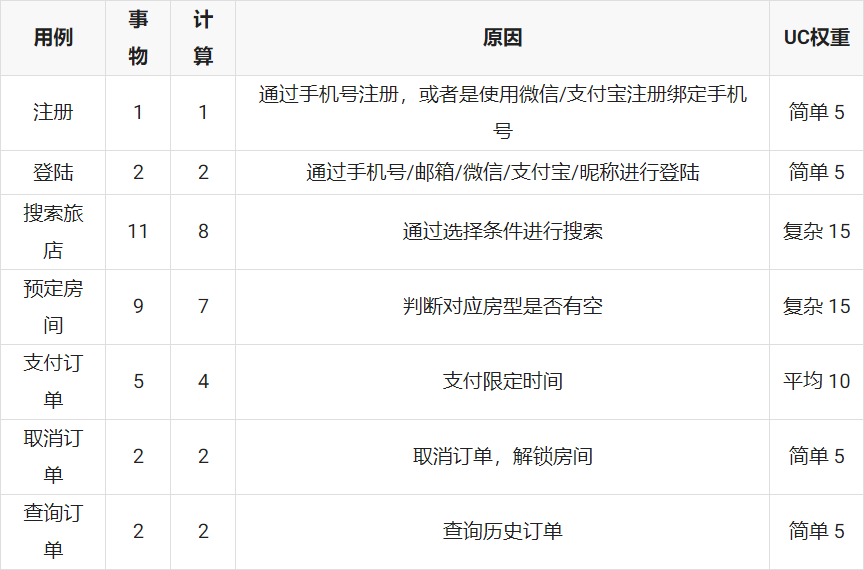 用例 事物 计算 原因 UC权重
注册 1 1 通过手机号注册，或者是使用微信/支付宝注册绑定手机号 简单 5
登陆 2 2 通过手机号/邮箱/微信/支付宝/昵称进行登陆 简单 5
搜索旅店 11 8 通过选择条件进行搜索 复杂 15
预定房间 9 7 判断对应房型是否有空 复杂 15
支付订单 5 4 支付限定时间 平均 10
取消订单 2 2 取消订单，解锁房间 简单 5
查询订单 2 2 查询历史订单 简单 5